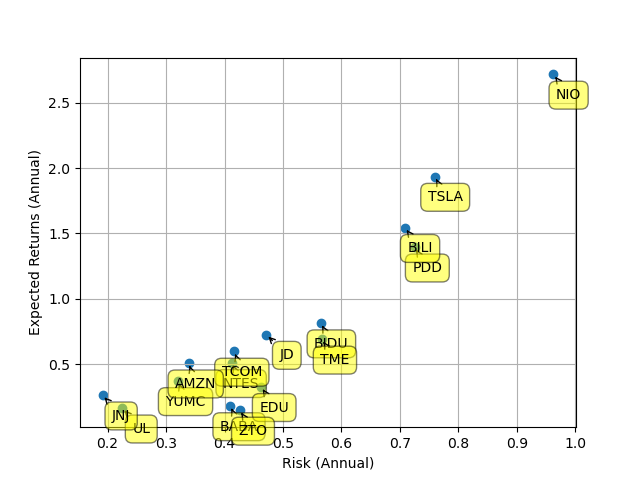 Expected Returns (Annual)
2.5
2.0
1.5
1.0
0.5
NIO
TSLA
BILI
PDD
BIDU
TME
JD
TCOM
NTES
AMZN
YUMC
EDU
JNJ
UL
BABA
ZTO
0.2 0.3 0.4 0.5 0.6 0.7 0.8 0.9 1.0
Risk (Annual)